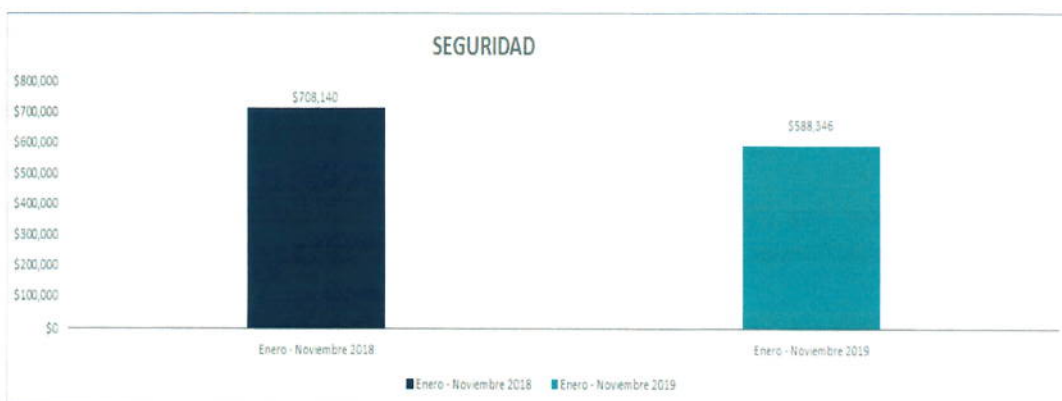 SEGURIDAD
$800,000
$700,000
$600,000
$500,000
$400,000
$300,000
$200,000
$100,000
$0
$708,140
$588,346
Enero - Noviembre 2018
Enero - Noviembre 2019
Enero - Noviembre 2018 Enero - Noviembre 2019